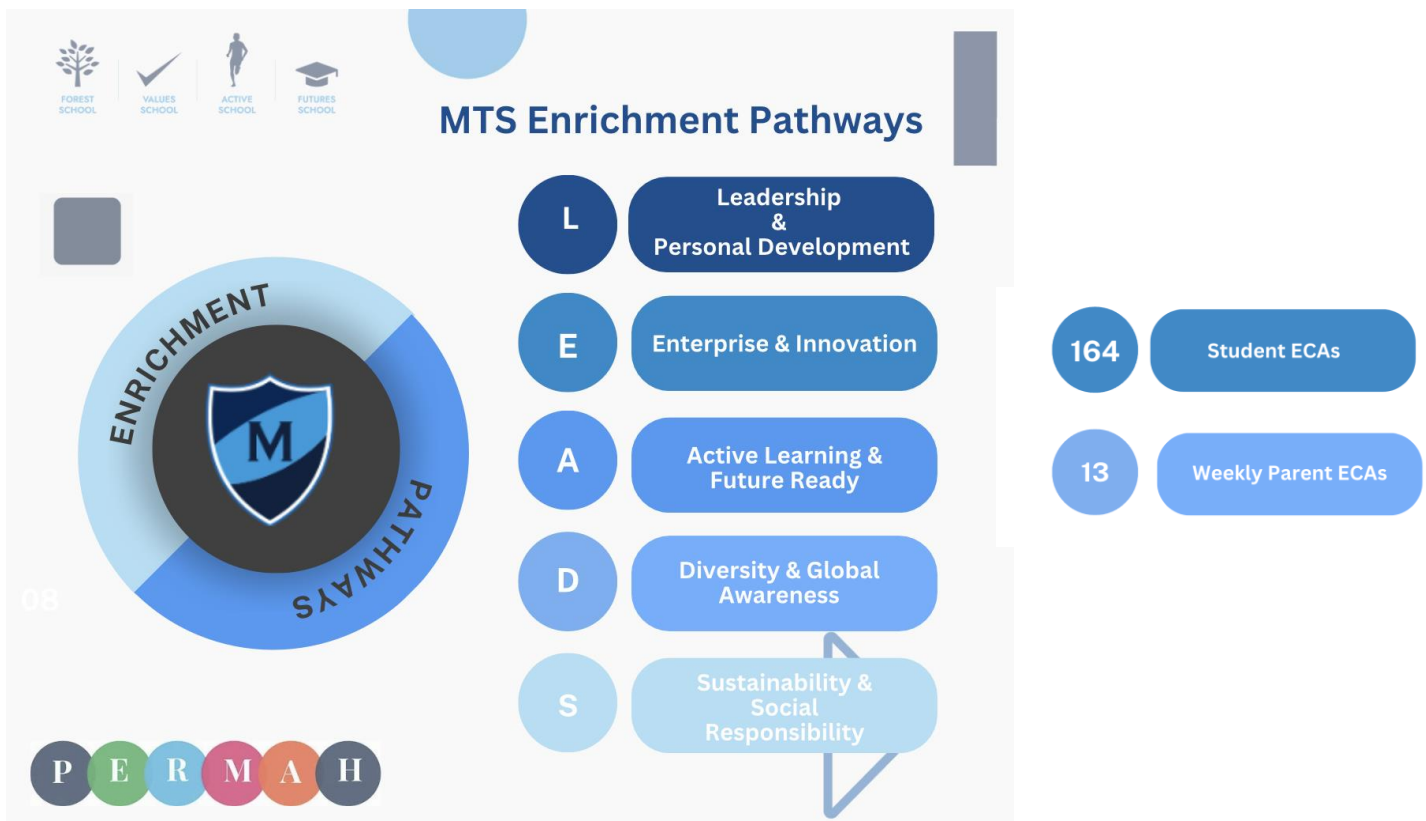 FOREST
SCHOOL
VALUES
SCHOOL
ACTIVE
SCHOOL
FUTURES
SCHOOL
MTS Enrichment Pathways
L
Leadership
&
Personal Development
E
Enterprise & Innovation
A
Active Learning &
Future Ready
D
Diversity & Global
Awareness
S
Sustainability &
Social
Responsibility
ENRICHMENT
PATHWAYS
M
08
P E R M A H
164
Student ECAs
13
Weekly Parent ECAs